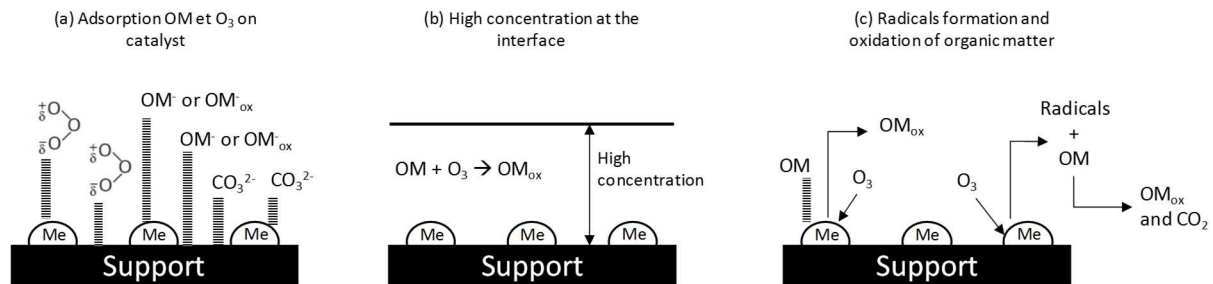 (a) Adsorption OM et O₃ on
catalyst
δ+O
O
δ-O
δ+O
O
δ-O
OM⁻ or OM⁻ox
OM⁻ or OM⁻ox
CO₃²⁻
CO₃²⁻
Me
Me
Me
Support
(b) High concentration at the
interface
OM + O₃ → OMox
High
concentration
Me
Me
Me
Support
(c) Radicals formation and
oxidation of organic matter
OMox
OM
O₃
O₃
Radicals
+
OM
OMox
and CO₂
Me
Me
Me
Support